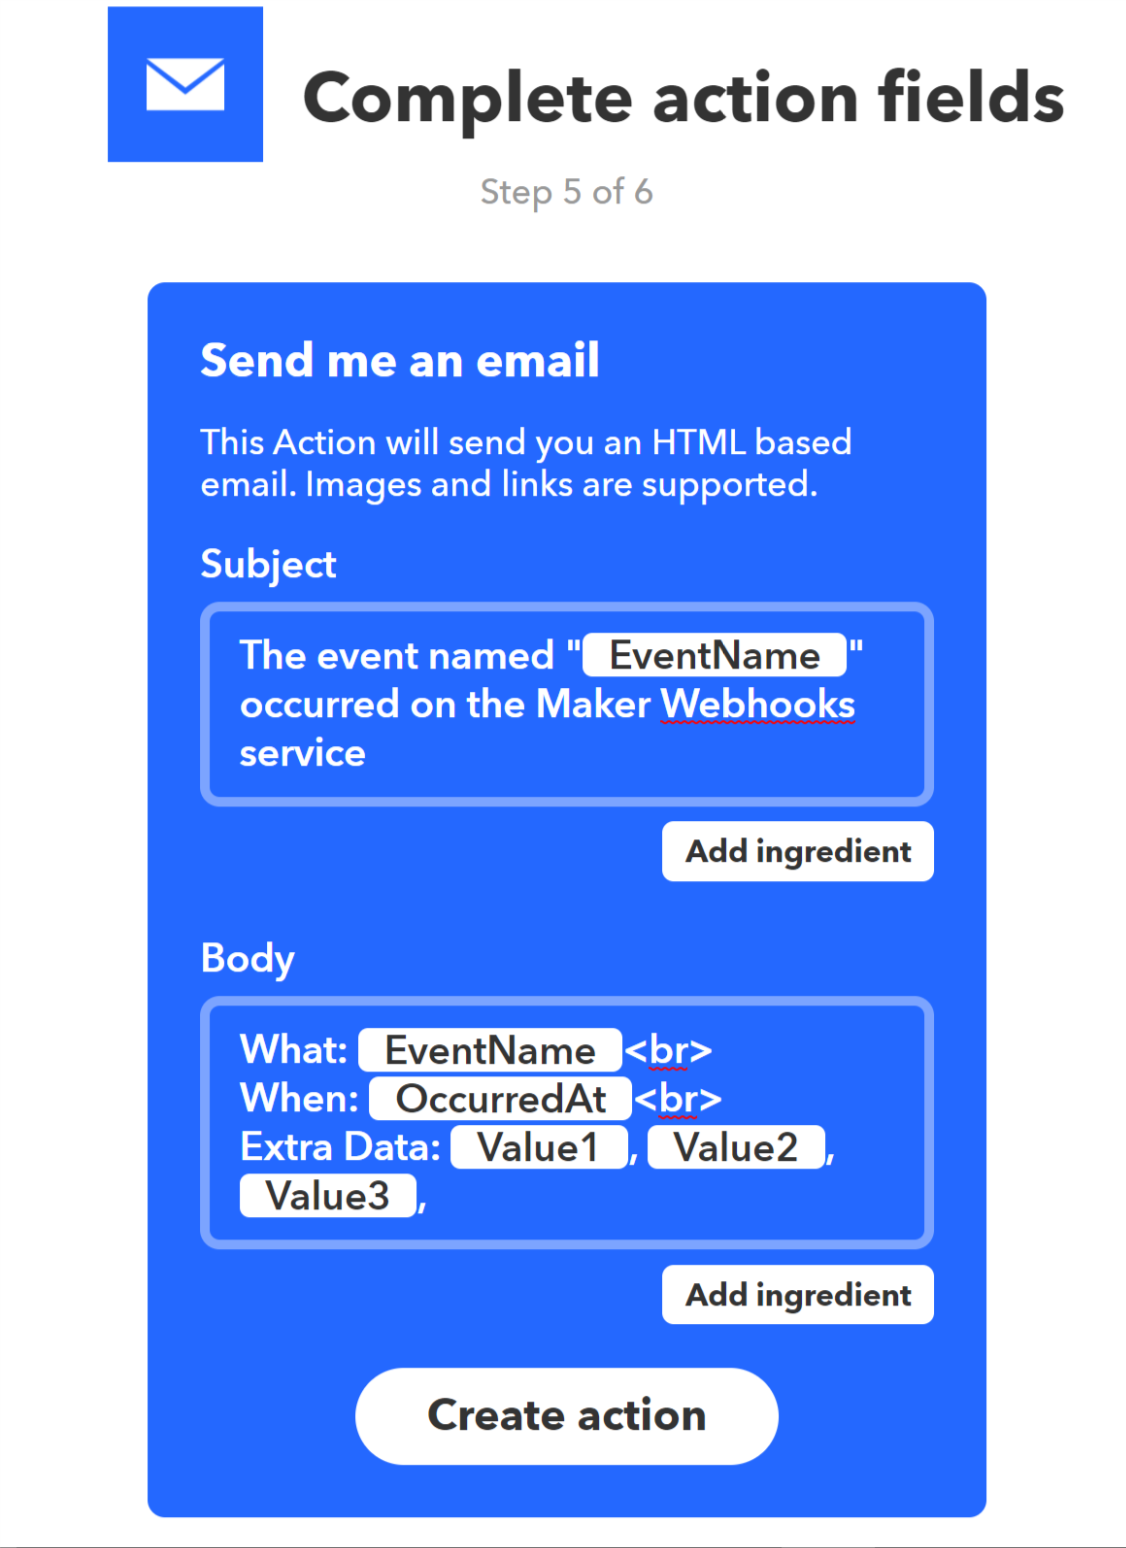 Complete action fields
Step 5 of 6
Send me an email
This Action will send you an HTML based
email. Images and links are supported.
Subject
The event named " EventName "
occurred on the Maker Webhooks
service
Add ingredient
Body
What: EventName <br>
When: OccurredAt <br>
Extra Data: Value1 , Value2 ,
Value3 ,
Add ingredient
Create action